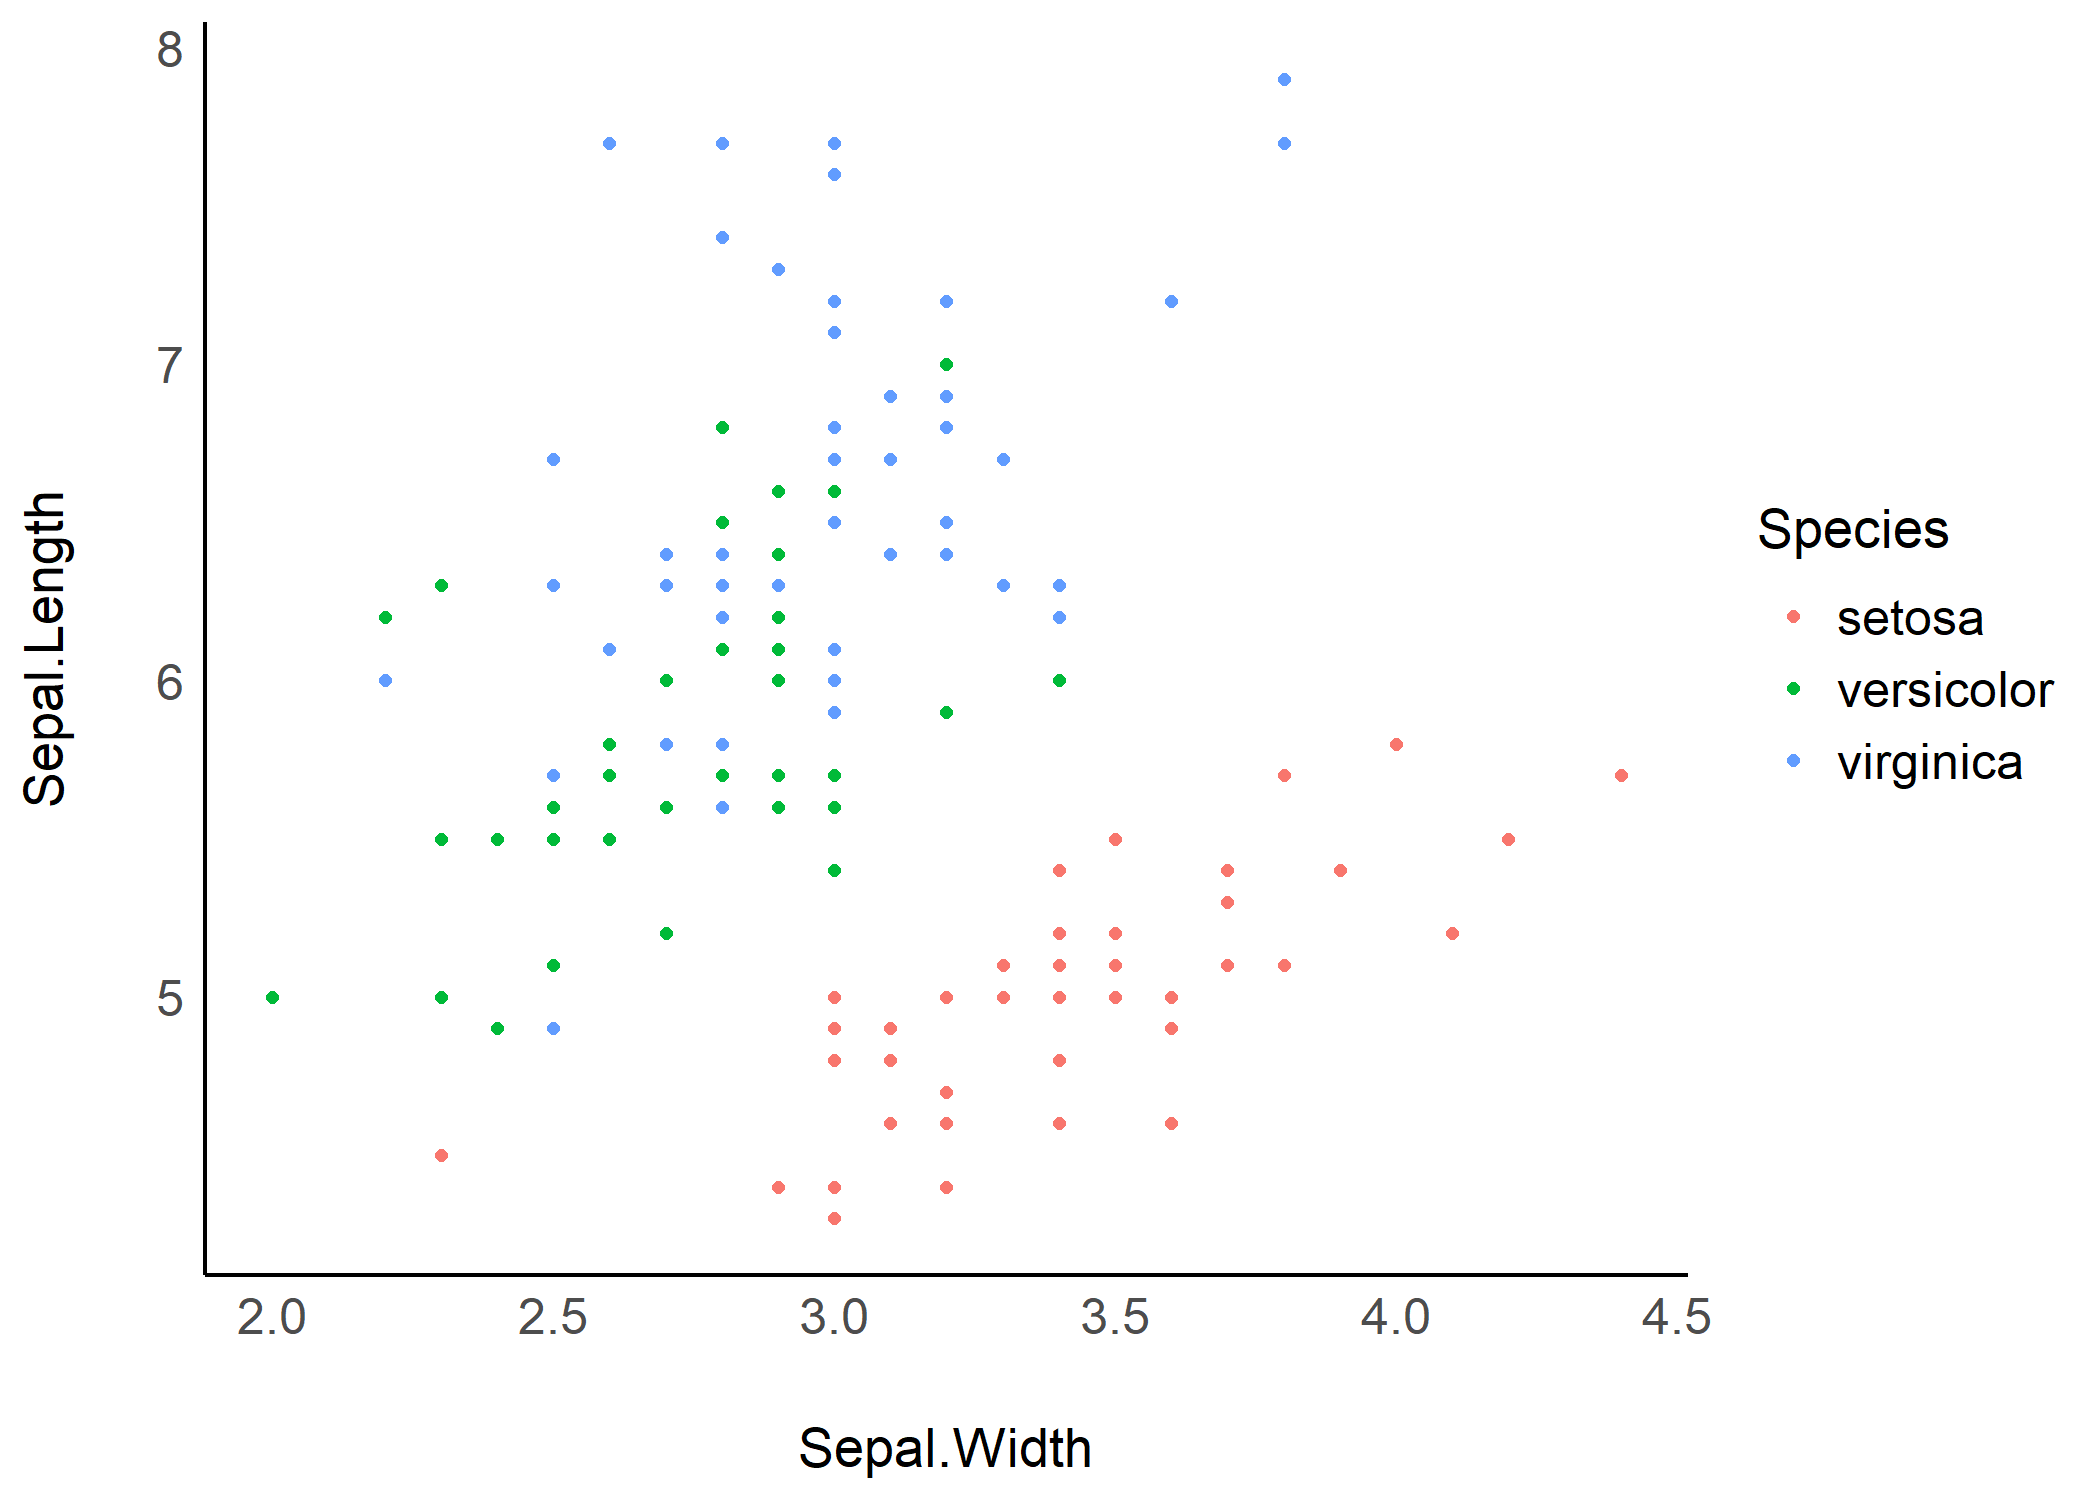 8
7
6
5
Sepal.Length
2.0 2.5 3.0 3.5 4.0 4.5
Sepal.Width
Species
setosa
versicolor
virginica